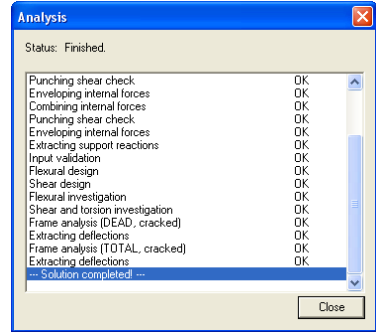 Analysis
Status: Finished.
Punching shear check OK
Enveloping internal forces OK
Combining internal forces OK
Punching shear check OK
Enveloping internal forces OK
Extracting support reactions OK
Input validation OK
Flexural design OK
Shear design OK
Flexural investigation OK
Shear and torsion investigation OK
Frame analysis (DEAD, cracked) OK
Extracting deflections OK
Frame analysis (TOTAL, cracked) OK
Extracting deflections OK
--- Solution completed! ---
Close